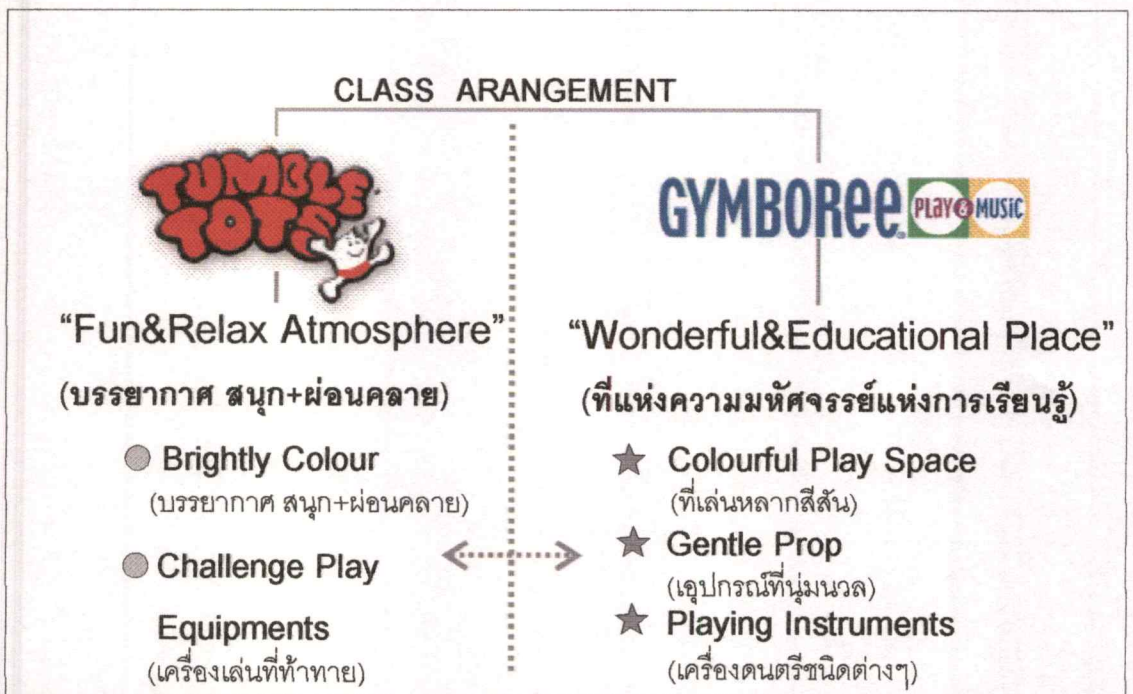 CLASS ARANGEMENT
TUMBLE
TOTS
"Fun&Relax Atmosphere"
(บรรยากาศ สนุก+ผ่อนคลาย)
Brightly Colour
(บรรยากาศ สนุก+ผ่อนคลาย)
Challenge Play
Equipments
(เครื่องเล่นที่ท้าทาย)
GYMBOREE PLAY & MUSIC
"Wonderful&Educational Place"
(ที่แห่งความมหัศจรรย์แห่งการเรียนรู้)
Colourful Play Space
(ที่เล่นหลากสีสัน)
Gentle Prop
(เอุปกรณ์ที่นุ่มนวล)
Playing Instruments
(เครื่องดนตรีชนิดต่างๆ)